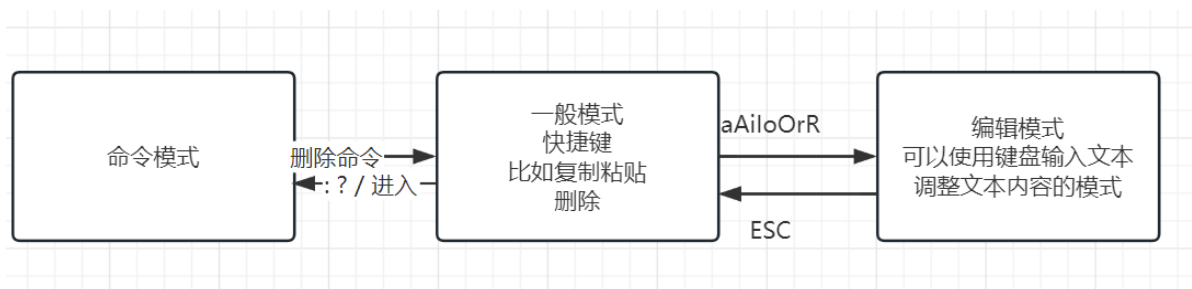 命令模式
删除命令
: ? / 进入
一般模式
快捷键
比如复制粘贴
删除
aAiIoOrR
ESC
编辑模式
可以使用键盘输入文本
调整文本内容的模式